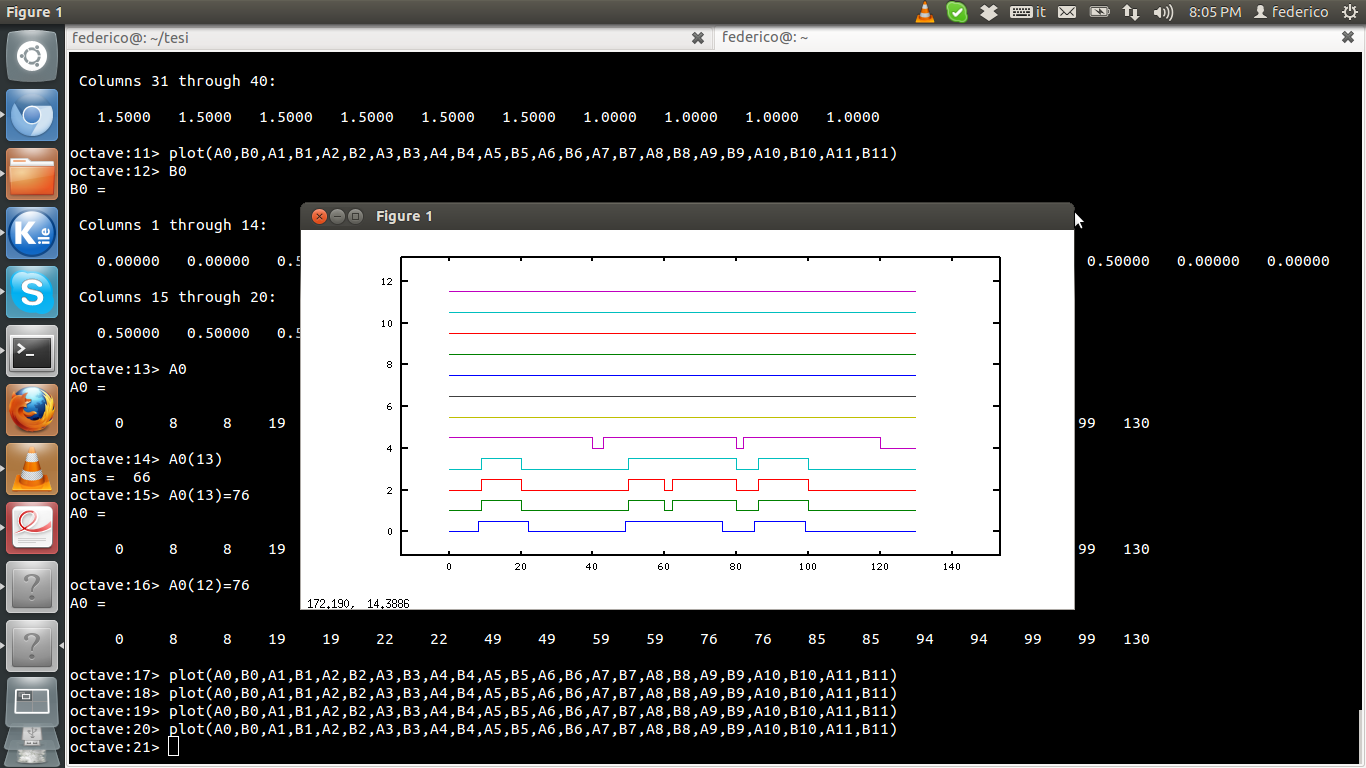 Figure 1 it 8:05 PM federico
federico@: ~/tesi federico@: ~
Columns 31 through 40:
1.5000 1.5000 1.5000 1.5000 1.5000 1.5000 1.0000 1.0000 1.0000 1.0000
octave:11> plot(A0,B0,A1,B1,A2,B2,A3,B3,A4,B4,A5,B5,A6,B6,A7,B7,A8,B8,A9,B9,A10,B10,A11,B11)
octave:12> B0
B0 =
Columns 1 through 14:
0.00000 0.00000 0.5 0.50000 0.00000 0.00000
Columns 15 through 20:
0.50000 0.50000 0.5
octave:13> A0
A0 =
0 8 8 19 99 130
octave:14> A0(13)
ans = 66
octave:15> A0(13)=76
A0 =
0 8 8 19 99 130
octave:16> A0(12)=76
A0 =
0 8 8 19 19 22 22 49 49 59 59 76 76 85 85 94 94 99 99 130
octave:17> plot(A0,B0,A1,B1,A2,B2,A3,B3,A4,B4,A5,B5,A6,B6,A7,B7,A8,B8,A9,B9,A10,B10,A11,B11)
octave:18> plot(A0,B0,A1,B1,A2,B2,A3,B3,A4,B4,A5,B5,A6,B6,A7,B7,A8,B8,A9,B9,A10,B10,A11,B11)
octave:19> plot(A0,B0,A1,B1,A2,B2,A3,B3,A4,B4,A5,B5,A6,B6,A7,B7,A8,B8,A9,B9,A10,B10,A11,B11)
octave:20> plot(A0,B0,A1,B1,A2,B2,A3,B3,A4,B4,A5,B5,A6,B6,A7,B7,A8,B8,A9,B9,A10,B10,A11,B11)
octave:21>
Figure 1
12
10
8
6
4
2
0
0 20 40 60 80 100 120 140
172.190, 14.3886
K ile
S
>_
?
?